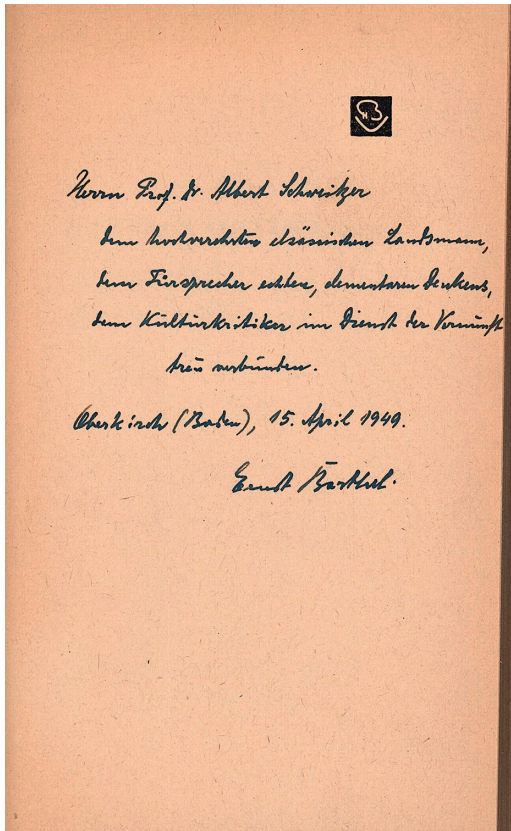 Herrn Prof. Dr. Albert Schweitzer
dem hochverehrten elsässischen Landsmann,
dem Fürsprecher echten, elementaren Denkens,
dem Kulturkritiker im Dienst der Vernunft
treu verbunden.
Oberkirch (Baden), 15. April 1949.
Ernst Barthel.